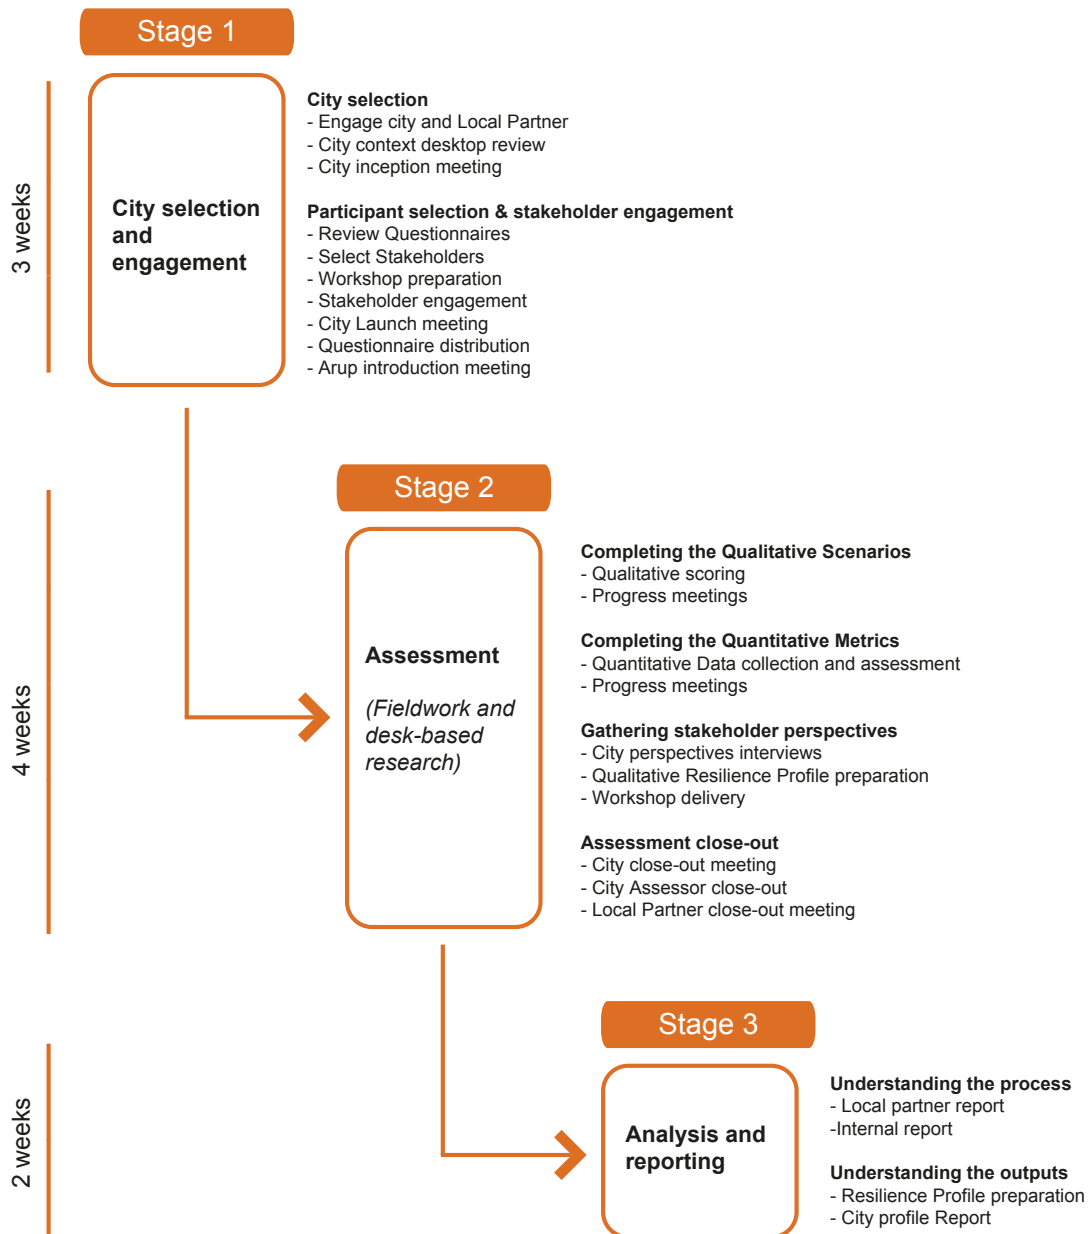 Stage 1
3 weeks
City selection
and
engagement
City selection
- Engage city and Local Partner
- City context desktop review
- City inception meeting
Participant selection & stakeholder engagement
- Review Questionnaires
- Select Stakeholders
- Workshop preparation
- Stakeholder engagement
- City Launch meeting
- Questionnaire distribution
- Arup introduction meeting
Stage 2
4 weeks
Assessment
(Fieldwork and
desk-based
research)
Completing the Qualitative Scenarios
- Qualitative scoring
- Progress meetings
Completing the Quantitative Metrics
- Quantitative Data collection and assessment
- Progress meetings
Gathering stakeholder perspectives
- City perspectives interviews
- Qualitative Resilience Profile preparation
- Workshop delivery
Assessment close-out
- City close-out meeting
- City Assessor close-out
- Local Partner close-out meeting
Stage 3
2 weeks
Analysis and
reporting
Understanding the process
- Local partner report
-Internal report
Understanding the outputs
- Resilience Profile preparation
- City profile Report